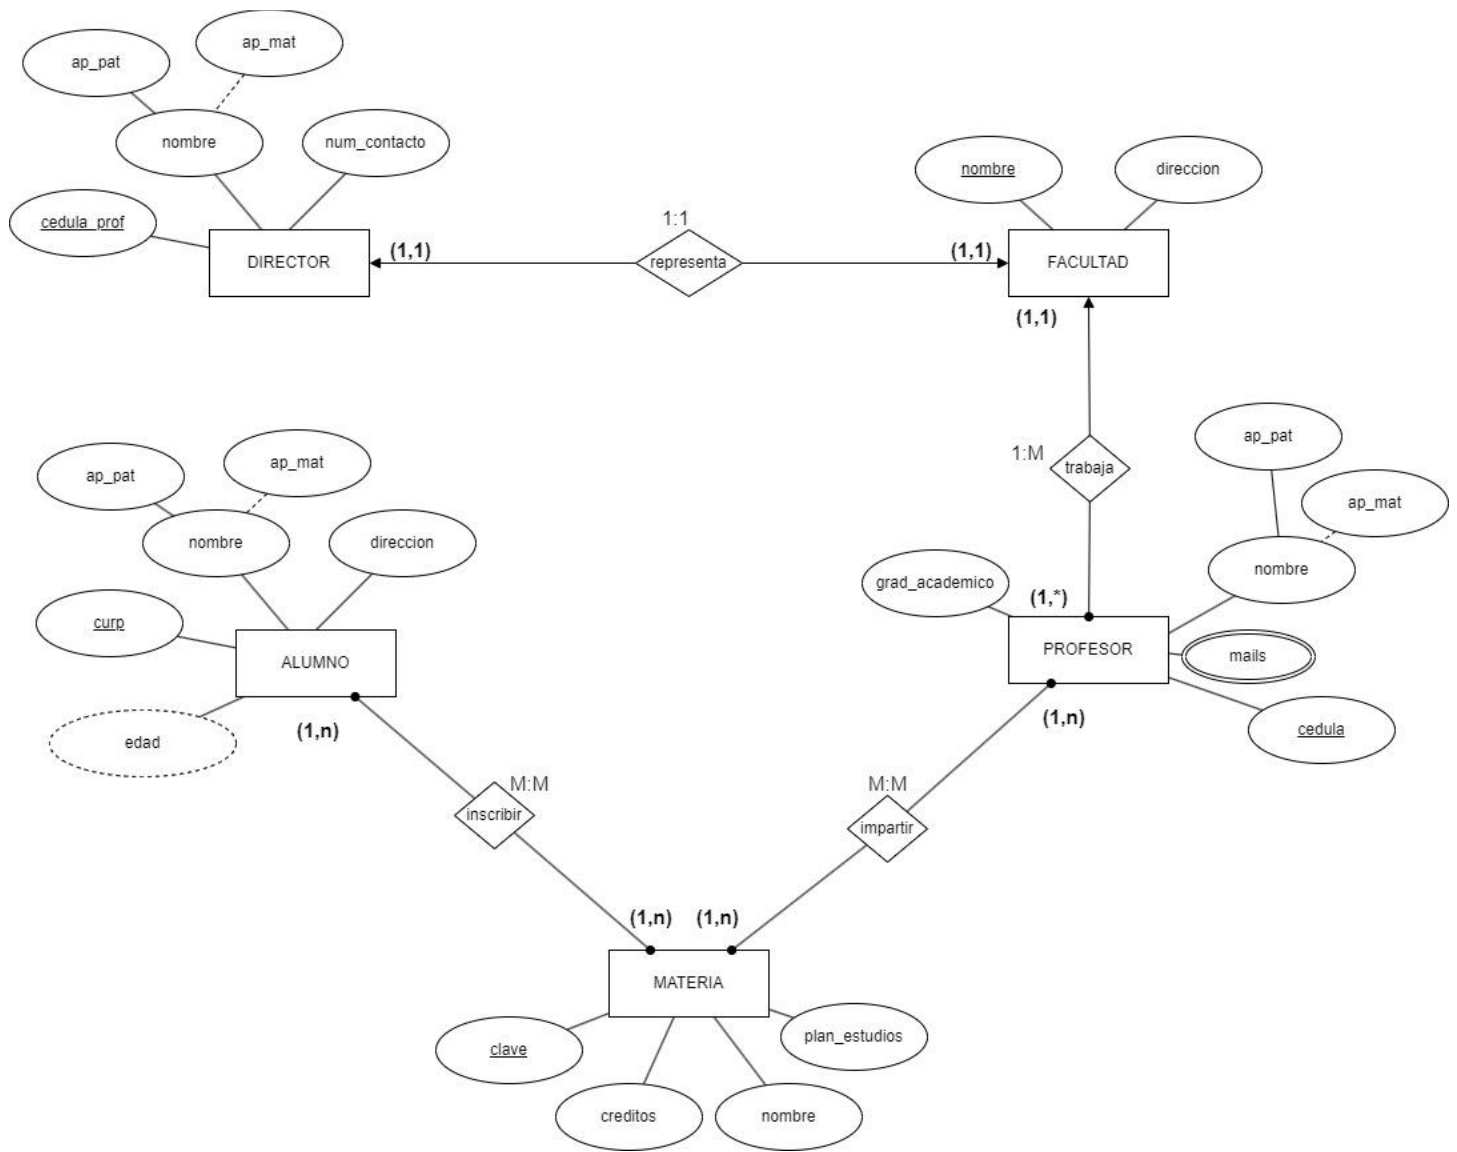 ap_pat
ap_mat
nombre
num_contacto
cedula_prof
DIRECTOR
(1,1)
1:1
representa
(1,1)
nombre
direccion
FACULTAD
(1,1)
1:M
trabaja
(1,*)
ap_pat
ap_mat
nombre
grad_academico
PROFESOR
mails
cedula
(1,n)
ap_pat
ap_mat
nombre
direccion
curp
ALUMNO
edad
(1,n)
M:M
inscribir
M:M
impartir
(1,n)
(1,n)
MATERIA
clave
creditos
nombre
plan_estudios